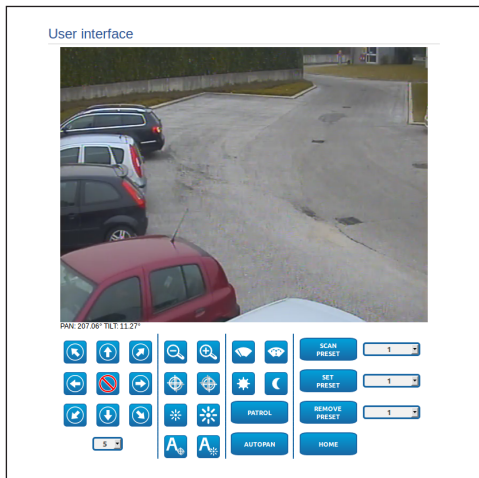 User interface
PAN: 207.06° TILT: 11.27°
SCAN PRESET 1
SET PRESET 1
REMOVE PRESET 1
PATROL
5
A A
AUTOPAN
HOME